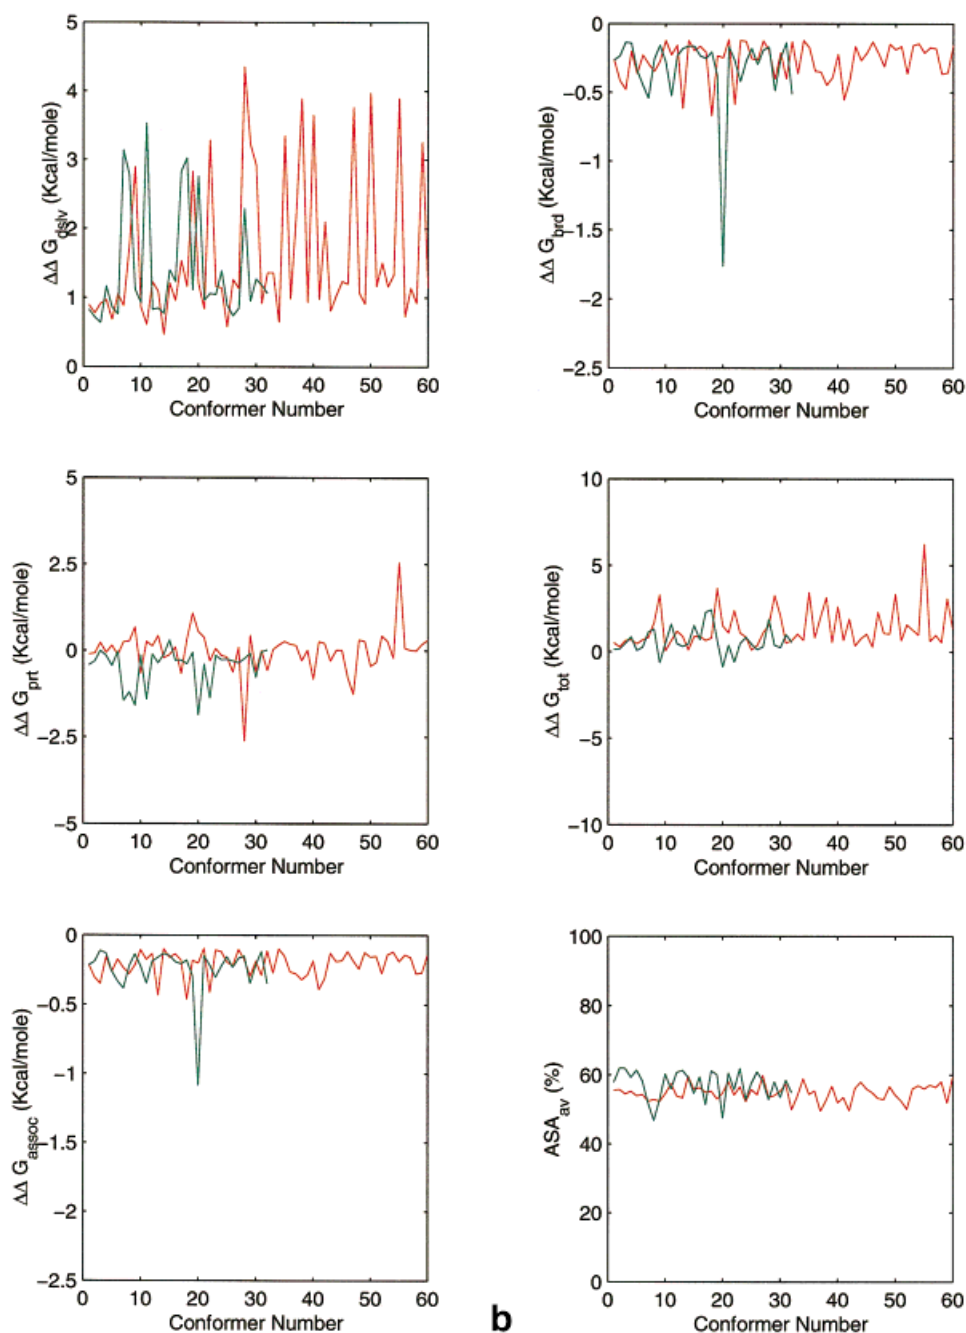 5
4
3
2
1
0
ΔΔ G_dslv (Kcal/mole)
0 10 20 30 40 50 60
Conformer Number
0
−0.5
−1
−1.5
−2
−2.5
ΔΔ G_brd (Kcal/mole)
0 10 20 30 40 50 60
Conformer Number
5
2.5
0
−2.5
−5
ΔΔ G_prt (Kcal/mole)
0 10 20 30 40 50 60
Conformer Number
10
5
0
−5
−10
ΔΔ G_tot (Kcal/mole)
0 10 20 30 40 50 60
Conformer Number
0
−0.5
−1
−1.5
−2
−2.5
ΔΔ G_assoc (Kcal/mole)
0 10 20 30 40 50 60
Conformer Number
100
80
60
40
20
0
ASA_av (%)
0 10 20 30 40 50 60
Conformer Number
b